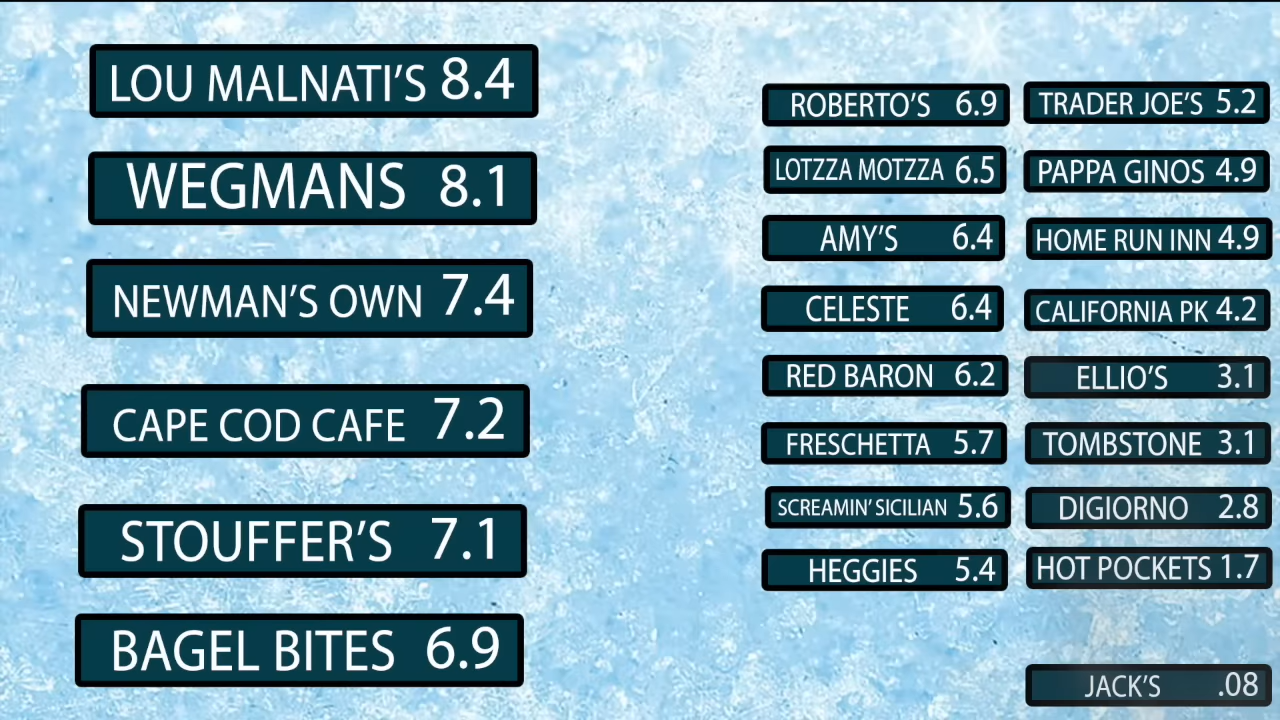 LOU MALNATI'S 8.4
WEGMANS 8.1
NEWMAN'S OWN 7.4
CAPE COD CAFE 7.2
STOUFFER'S 7.1
BAGEL BITES 6.9
ROBERTO'S 6.9
LOTZZA MOTZZA 6.5
AMY'S 6.4
CELESTE 6.4
RED BARON 6.2
FRESCHETTA 5.7
SCREAMIN' SICILIAN 5.6
HEGGIES 5.4
TRADER JOE'S 5.2
PAPPA GINOS 4.9
HOME RUN INN 4.9
CALIFORNIA PK 4.2
ELLIO'S 3.1
TOMBSTONE 3.1
DIGIORNO 2.8
HOT POCKETS 1.7
JACK'S .08